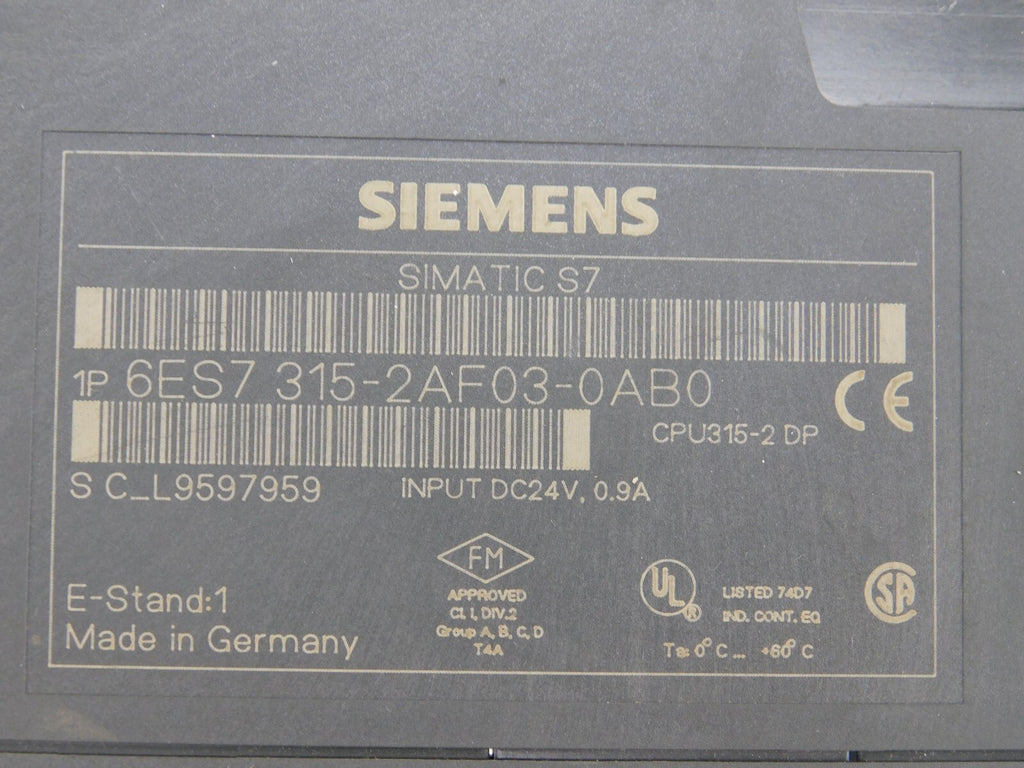 SIEMENS
SIMATIC S7
1P 6ES7 315-2AF03-0AB0
CE
CPU315-2 DP
S C_L9597959
INPUT DC24V, 0.9A
FM
APPROVED
CL I, DIV.2
Group A, B, C, D
T4A
UL ®
LISTED 74D7
IND. CONT. EQ
SA
Ta: 0°C ... +60°C
E-Stand:1
Made in Germany